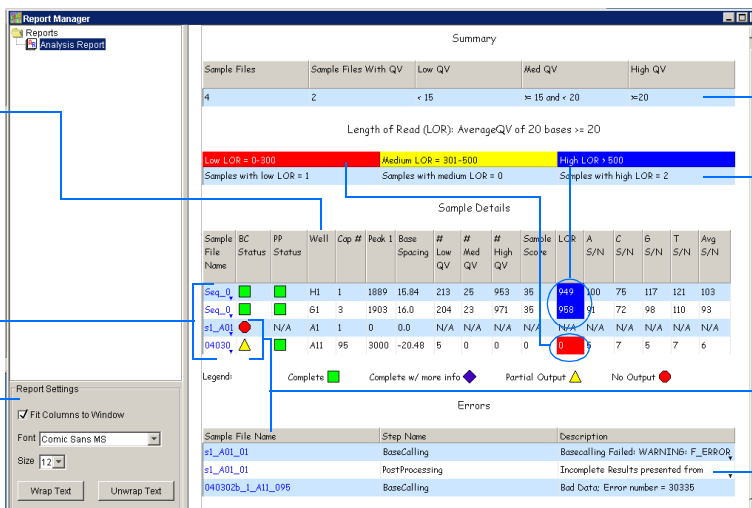 Report Manager
Reports
Analysis Report
Summary
Sample Files Sample Files With QV Low QV Med QV High QV
4 2 < 15 >= 15 and < 20 >=20
Length of Read (LOR): AverageQV of 20 bases >= 20
Low LOR = 0-300 Medium LOR = 301-500 High LOR > 500
Samples with low LOR = 1 Samples with medium LOR = 0 Samples with high LOR = 2
Sample Details
Sample File Name BC Status PP Status Well Cap # Peak 1 Base Spacing # Low QV # Med QV # High QV Sample Score LOR A S/N C S/N G S/N T S/N Avg S/N
Seq_0 H1 1 1889 15.84 213 25 953 35 949 100 75 117 121 103
Seq_0 G1 3 1903 16.0 204 23 971 35 958 91 72 98 110 93
s1_A01 N/A A1 1 0 0.0 N/A N/A N/A N/A N/A N/A N/A N/A N/A N/A
04030 A11 95 3000 -20.48 5 0 0 0 0 5 7 5 7 6
Legend: Complete Complete w/ more info Partial Output No Output
Errors
Sample File Name Step Name Description
s1_A01_01 BaseCalling Basecalling Failed: WARNING: F_ERROR
s1_A01_01 PostProcessing Incomplete Results presented from
040302b_1_A11_095 BaseCalling Bad Data; Error number = 30335
Report Settings
Fit Columns to Window
Font Comic Sans MS
Size 12
Wrap Text Unwrap Text